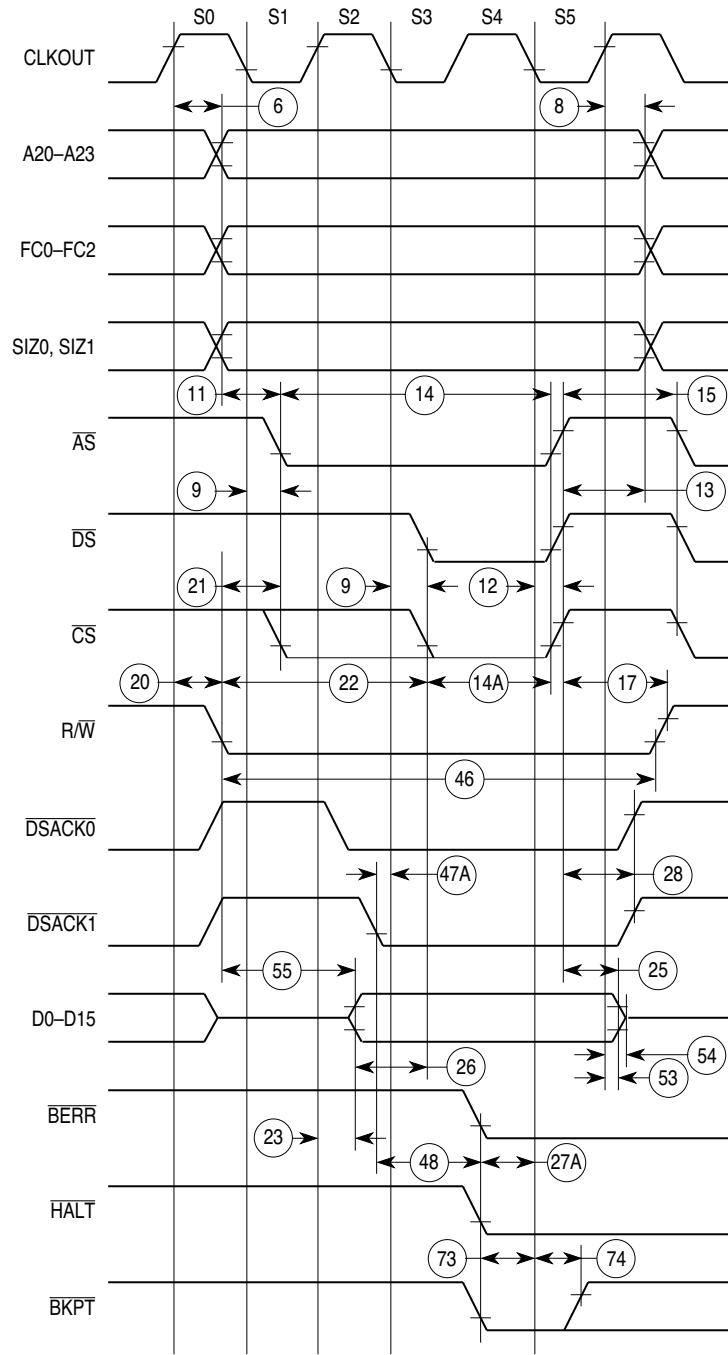 S0 S1 S2 S3 S4 S5
CLKOUT
6 8
A20–A23
FC0–FC2
SIZ0, SIZ1
11 14 15
AS
9 13
DS
21 9 12
CS
20 22 14A 17
R/W
46
DSACK0
47A 28
DSACK1
55 25
D0–D15
54
26 53
BERR
23 48 27A
HALT
73 74
BKPT